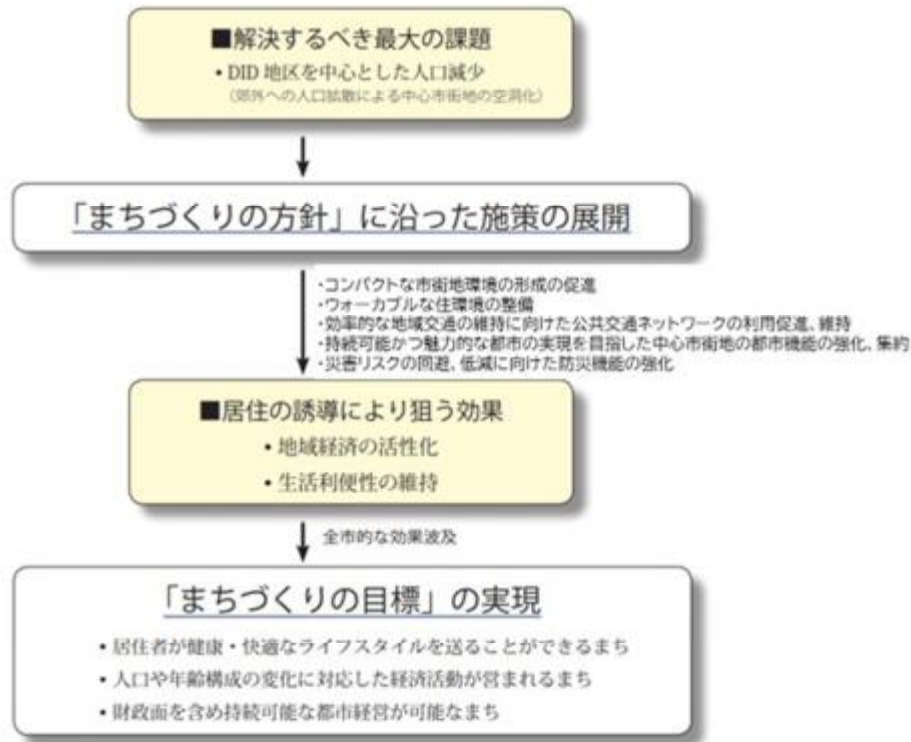 ■解決するべき最大の課題
・DID 地区を中心とした人口減少
(郊外への人口拡散による中心市街地の空洞化)
「まちづくりの方針」に沿った施策の展開
・コンパクトな市街地環境の形成の促進
・ウォーカブルな住環境の整備
・効率的な地域交通の維持に向けた公共交通ネットワークの利用促進、維持
・持続可能かつ魅力的な都市の実現を目指した中心市街地の都市機能の強化、集約
・災害リスクの回避、低減に向けた防災機能の強化
■居住の誘導により狙う効果
・地域経済の活性化
・生活利便性の維持
全市的な効果波及
「まちづくりの目標」の実現
・居住者が健康・快適なライフスタイルを送ることができるまち
・人口や年齢構成の変化に対応した経済活動が営まれるまち
・財政面を含め持続可能な都市経営が可能なまち